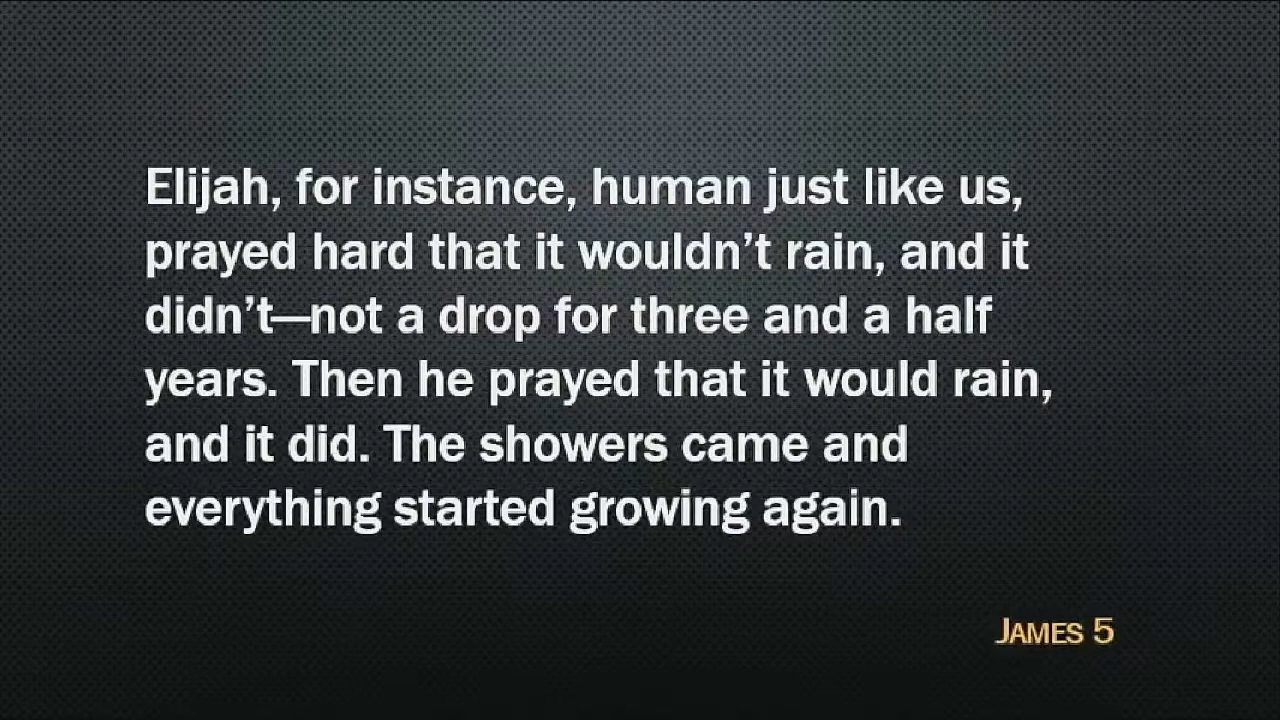 Elijah, for instance, human just like us,
prayed hard that it wouldn’t rain, and it
didn’t—not a drop for three and a half
years. Then he prayed that it would rain,
and it did. The showers came and
everything started growing again.
JAMES 5